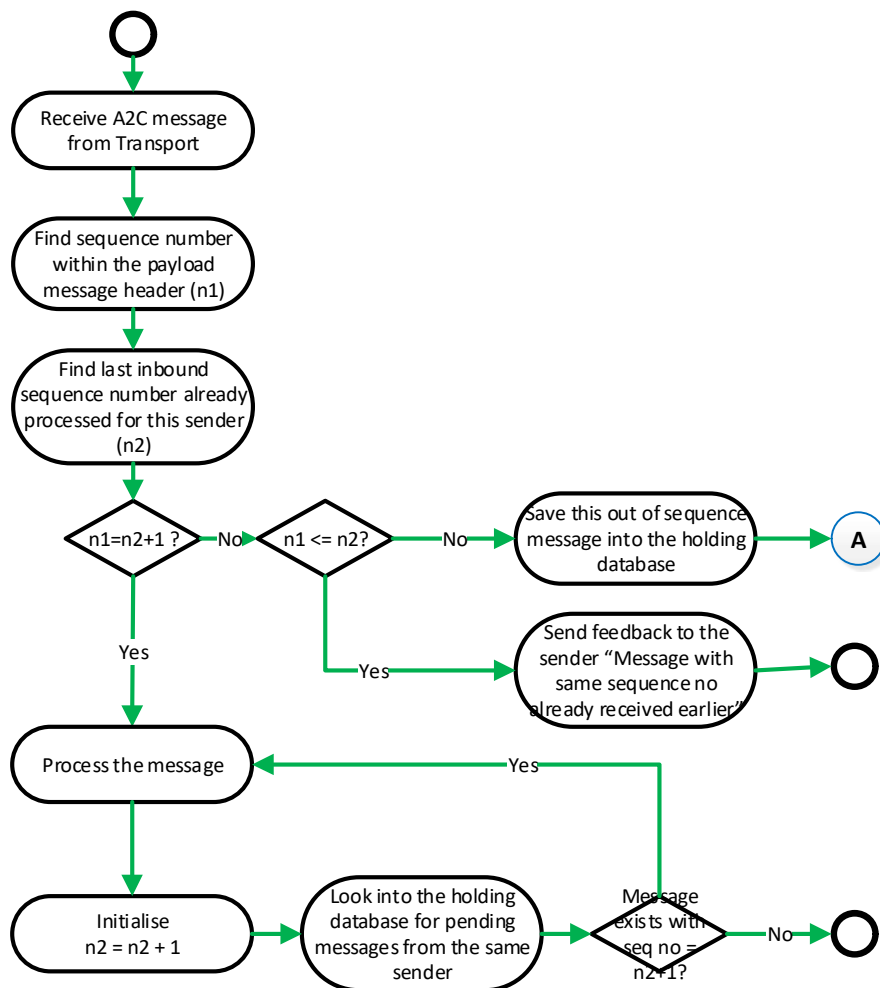 Receive A2C message
from Transport
Find sequence number
within the payload
message header (n1)
Find last inbound
sequence number already
processed for this sender
(n2)
n1=n2+1 ?
No
n1 <= n2?
No
Save this out of sequence
message into the holding
database
A
Yes
Yes
Send feedback to the
sender “Message with
same sequence no
already received earlier”
Process the message
Yes
Initialise
n2 = n2 + 1
Look into the holding
database for pending
messages from the same
sender
Message
exists with
seq no =
n2+1?
No